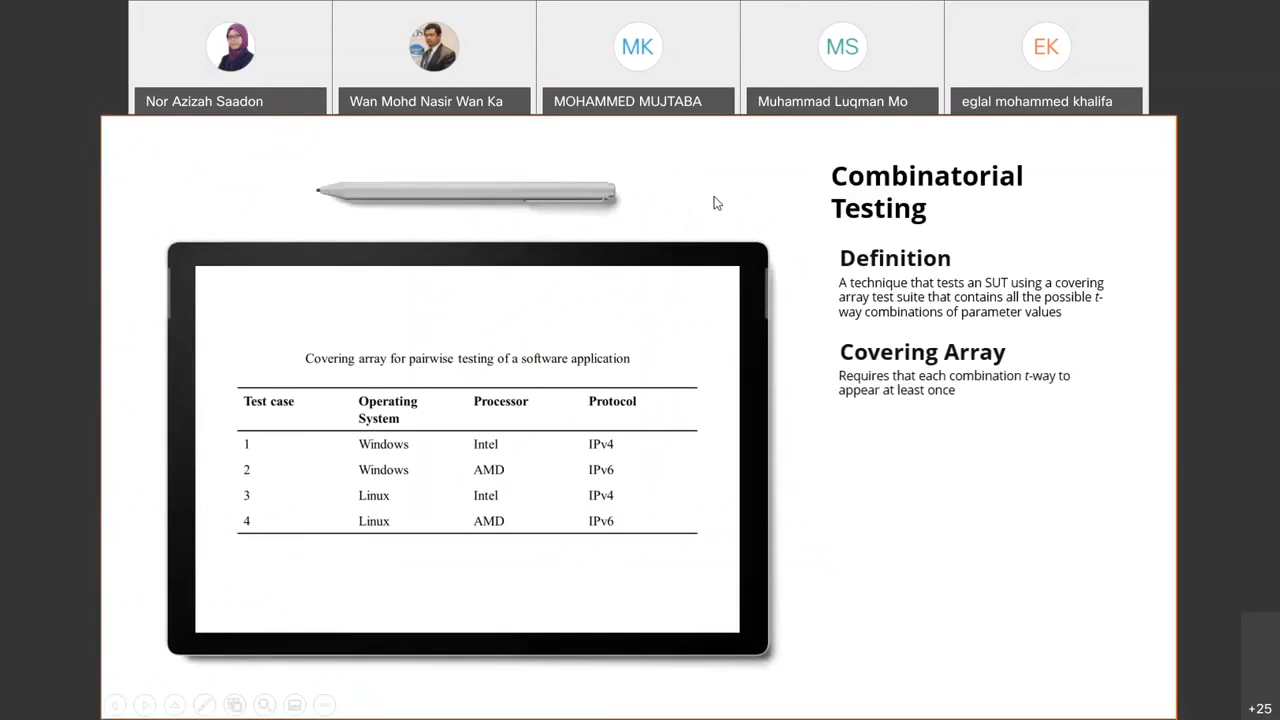 MK
MS
EK
Nor Azizah Saadon
Wan Mohd Nasir Wan Ka
MOHAMMED MUJTABA
Muhammad Luqman Mo
eglal mohammed khalifa
Combinatorial
Testing
Definition
A technique that tests an SUT using a covering
array test suite that contains all the possible t-
way combinations of parameter values
Covering Array
Requires that each combination t-way to
appear at least once
Covering array for pairwise testing of a software application
Test case Operating System Processor Protocol
1 Windows Intel IPv4
2 Windows AMD IPv6
3 Linux Intel IPv4
4 Linux AMD IPv6
+25